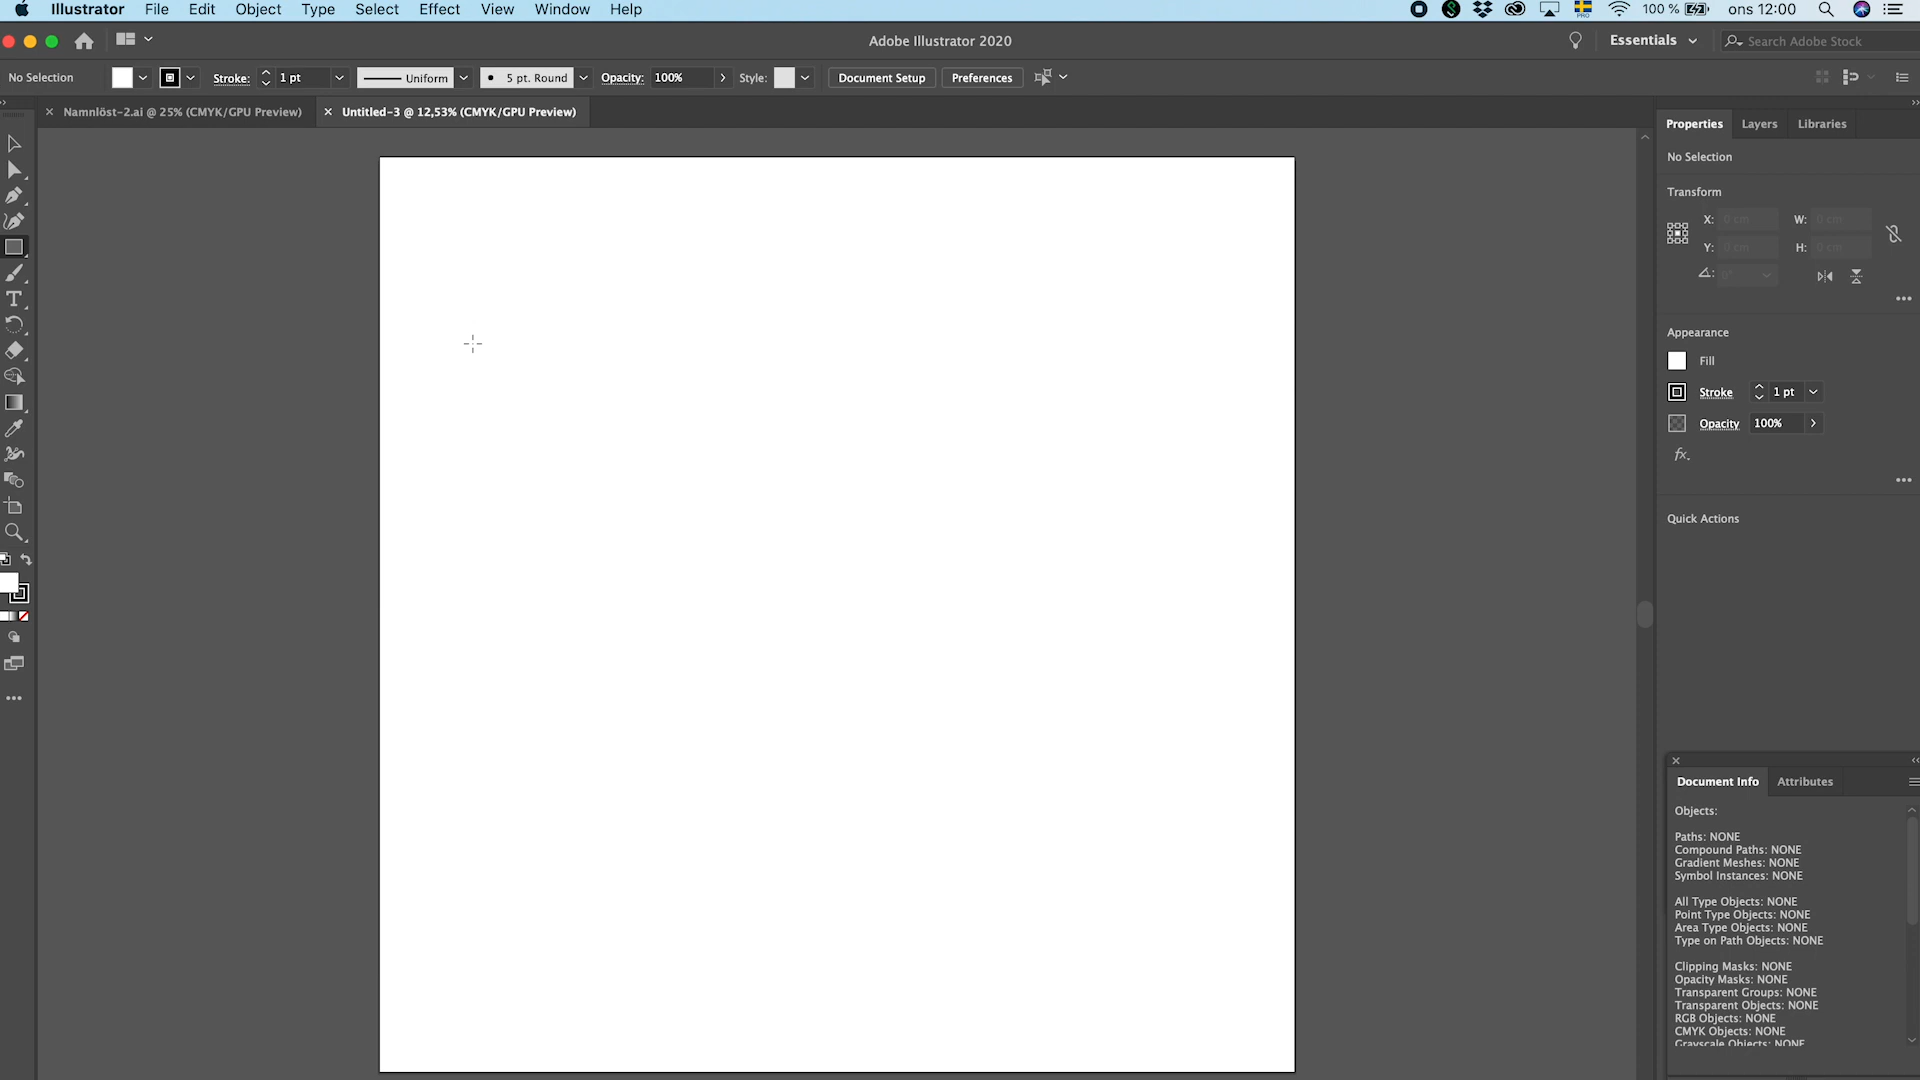 Illustrator File Edit Object Type Select Effect View Window Help 100 % ons 12:00
Adobe Illustrator 2020 Essentials Search Adobe Stock
No Selection Stroke: 1 pt Uniform 5 pt. Round Opacity: 100% Style: Document Setup Preferences
Namnlöst-2.ai @ 25% (CMYK/GPU Preview) Untitled-3 @ 12,53% (CMYK/GPU Preview)
Properties Layers Libraries
No Selection
Transform
X: 0 cm W: 0 cm
Y: 0 cm H: 0 cm
0°
Appearance
Fill
Stroke 1 pt
Opacity 100%
fx.
Quick Actions
Document Info Attributes
Objects:
Paths: NONE
Compound Paths: NONE
Gradient Meshes: NONE
Symbol Instances: NONE
All Type Objects: NONE
Point Type Objects: NONE
Area Type Objects: NONE
Type on Path Objects: NONE
Clipping Masks: NONE
Opacity Masks: NONE
Transparent Groups: NONE
Transparent Objects: NONE
RGB Objects: NONE
CMYK Objects: NONE
Grayscale Objects: NONE